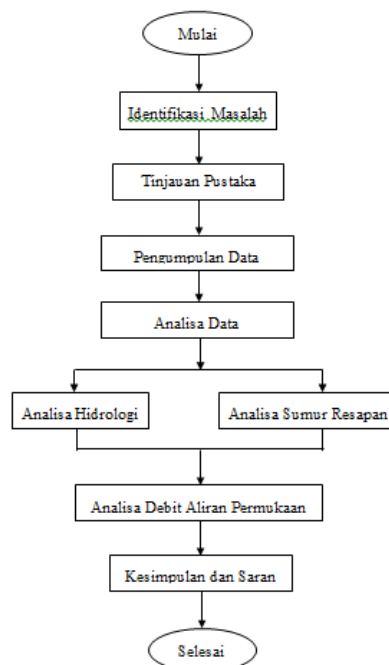 Mulai
Identifikasi Masalah
Tinjauan Pustaka
Pengumpulan Data
Analisa Data
Analisa Hidrologi
Analisa Sumur Resapan
Analisa Debit Aliran Permukaan
Kesimpulan dan Saran
Selesai